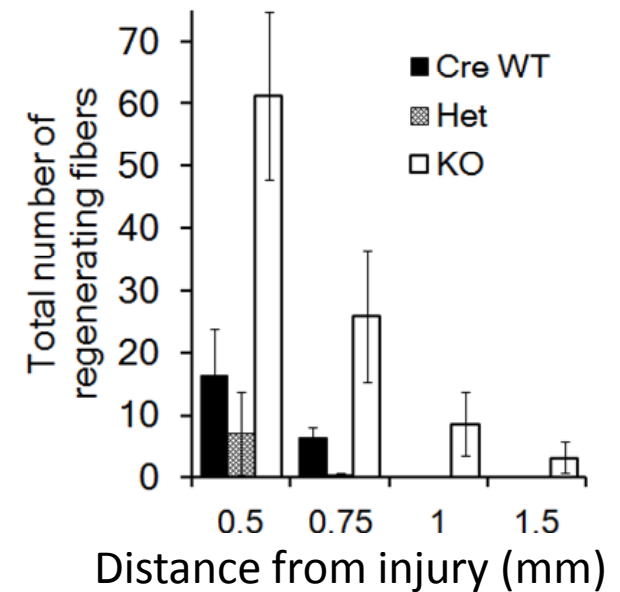 Total number of
regenerating fibers
70
60
50
40
30
20
10
0
Cre WT
Het
KO
0.5 0.75 1 1.5
Distance from injury (mm)